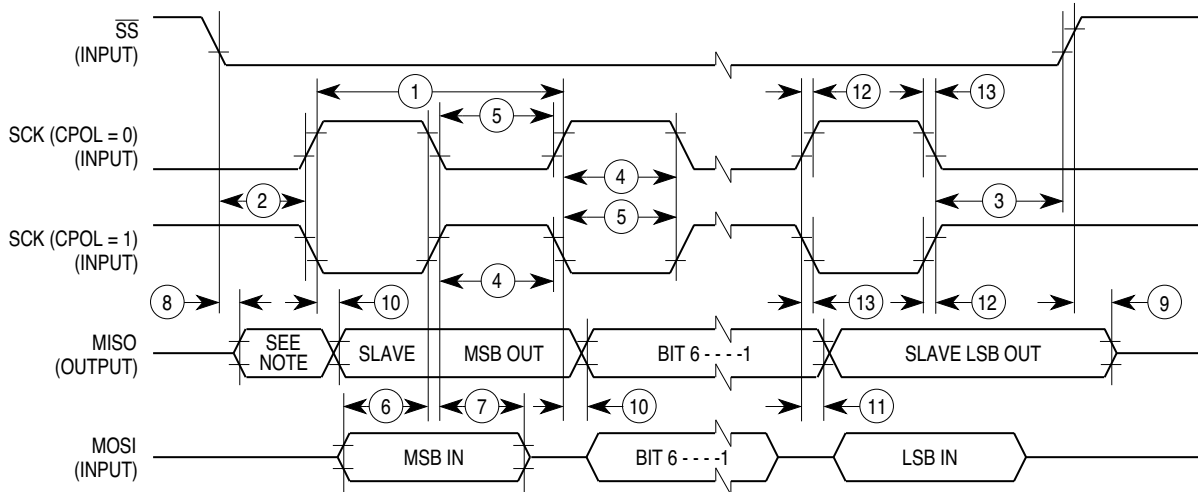 SS
(INPUT)
1
12
13
5
SCK (CPOL = 0)
(INPUT)
4
2
3
5
SCK (CPOL = 1)
(INPUT)
4
8
10
13
12
9
MISO
(OUTPUT)
SEE
NOTE
SLAVE
MSB OUT
BIT 6 - - - -1
SLAVE LSB OUT
6
7
10
11
MOSI
(INPUT)
MSB IN
BIT 6 - - - -1
LSB IN